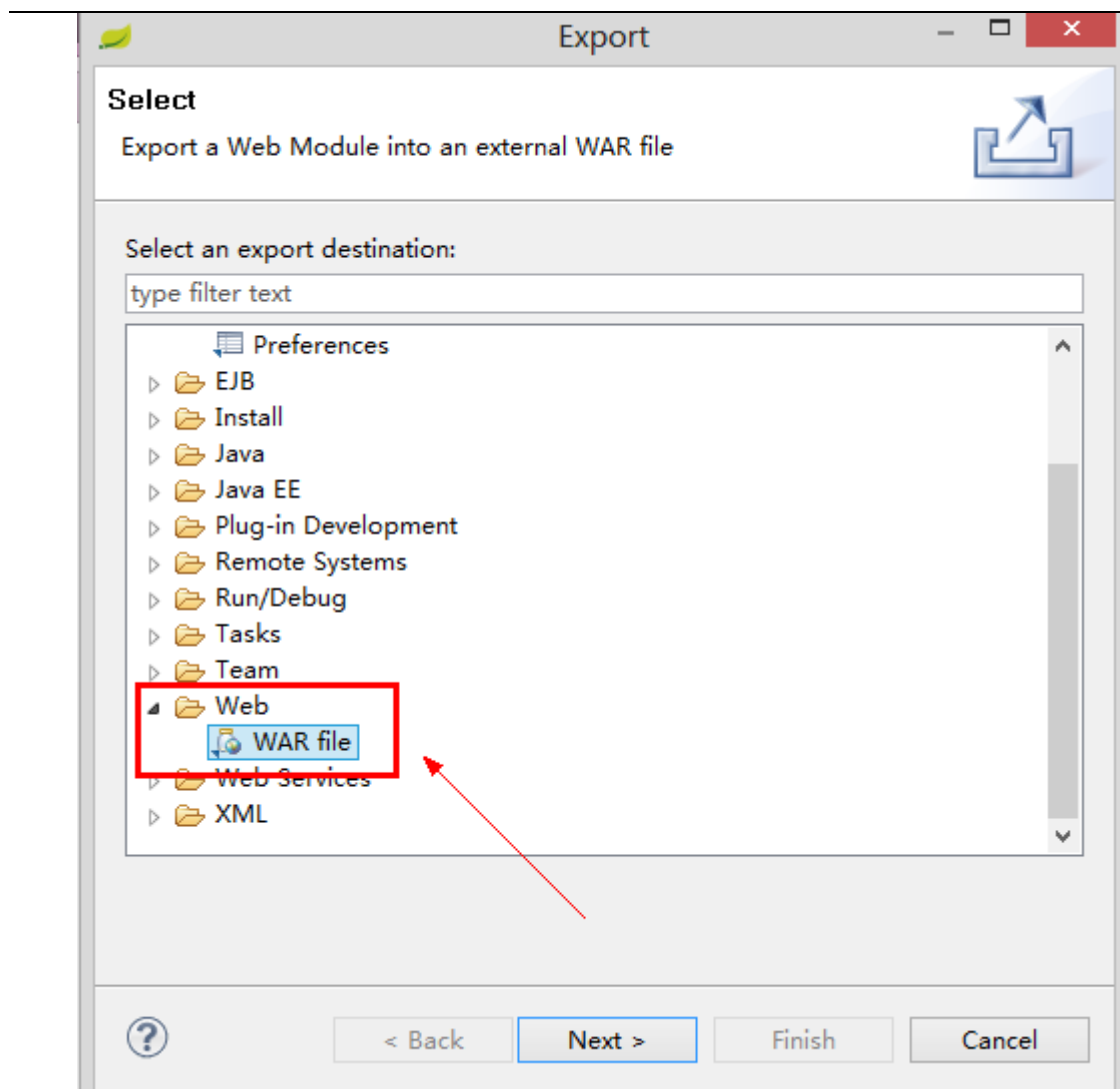 Export
Select
Export a Web Module into an external WAR file
Select an export destination:
type filter text
Preferences
EJB
Install
Java
Java EE
Plug-in Development
Remote Systems
Run/Debug
Tasks
Team
Web
WAR file
Web Services
XML
< Back Next > Finish Cancel